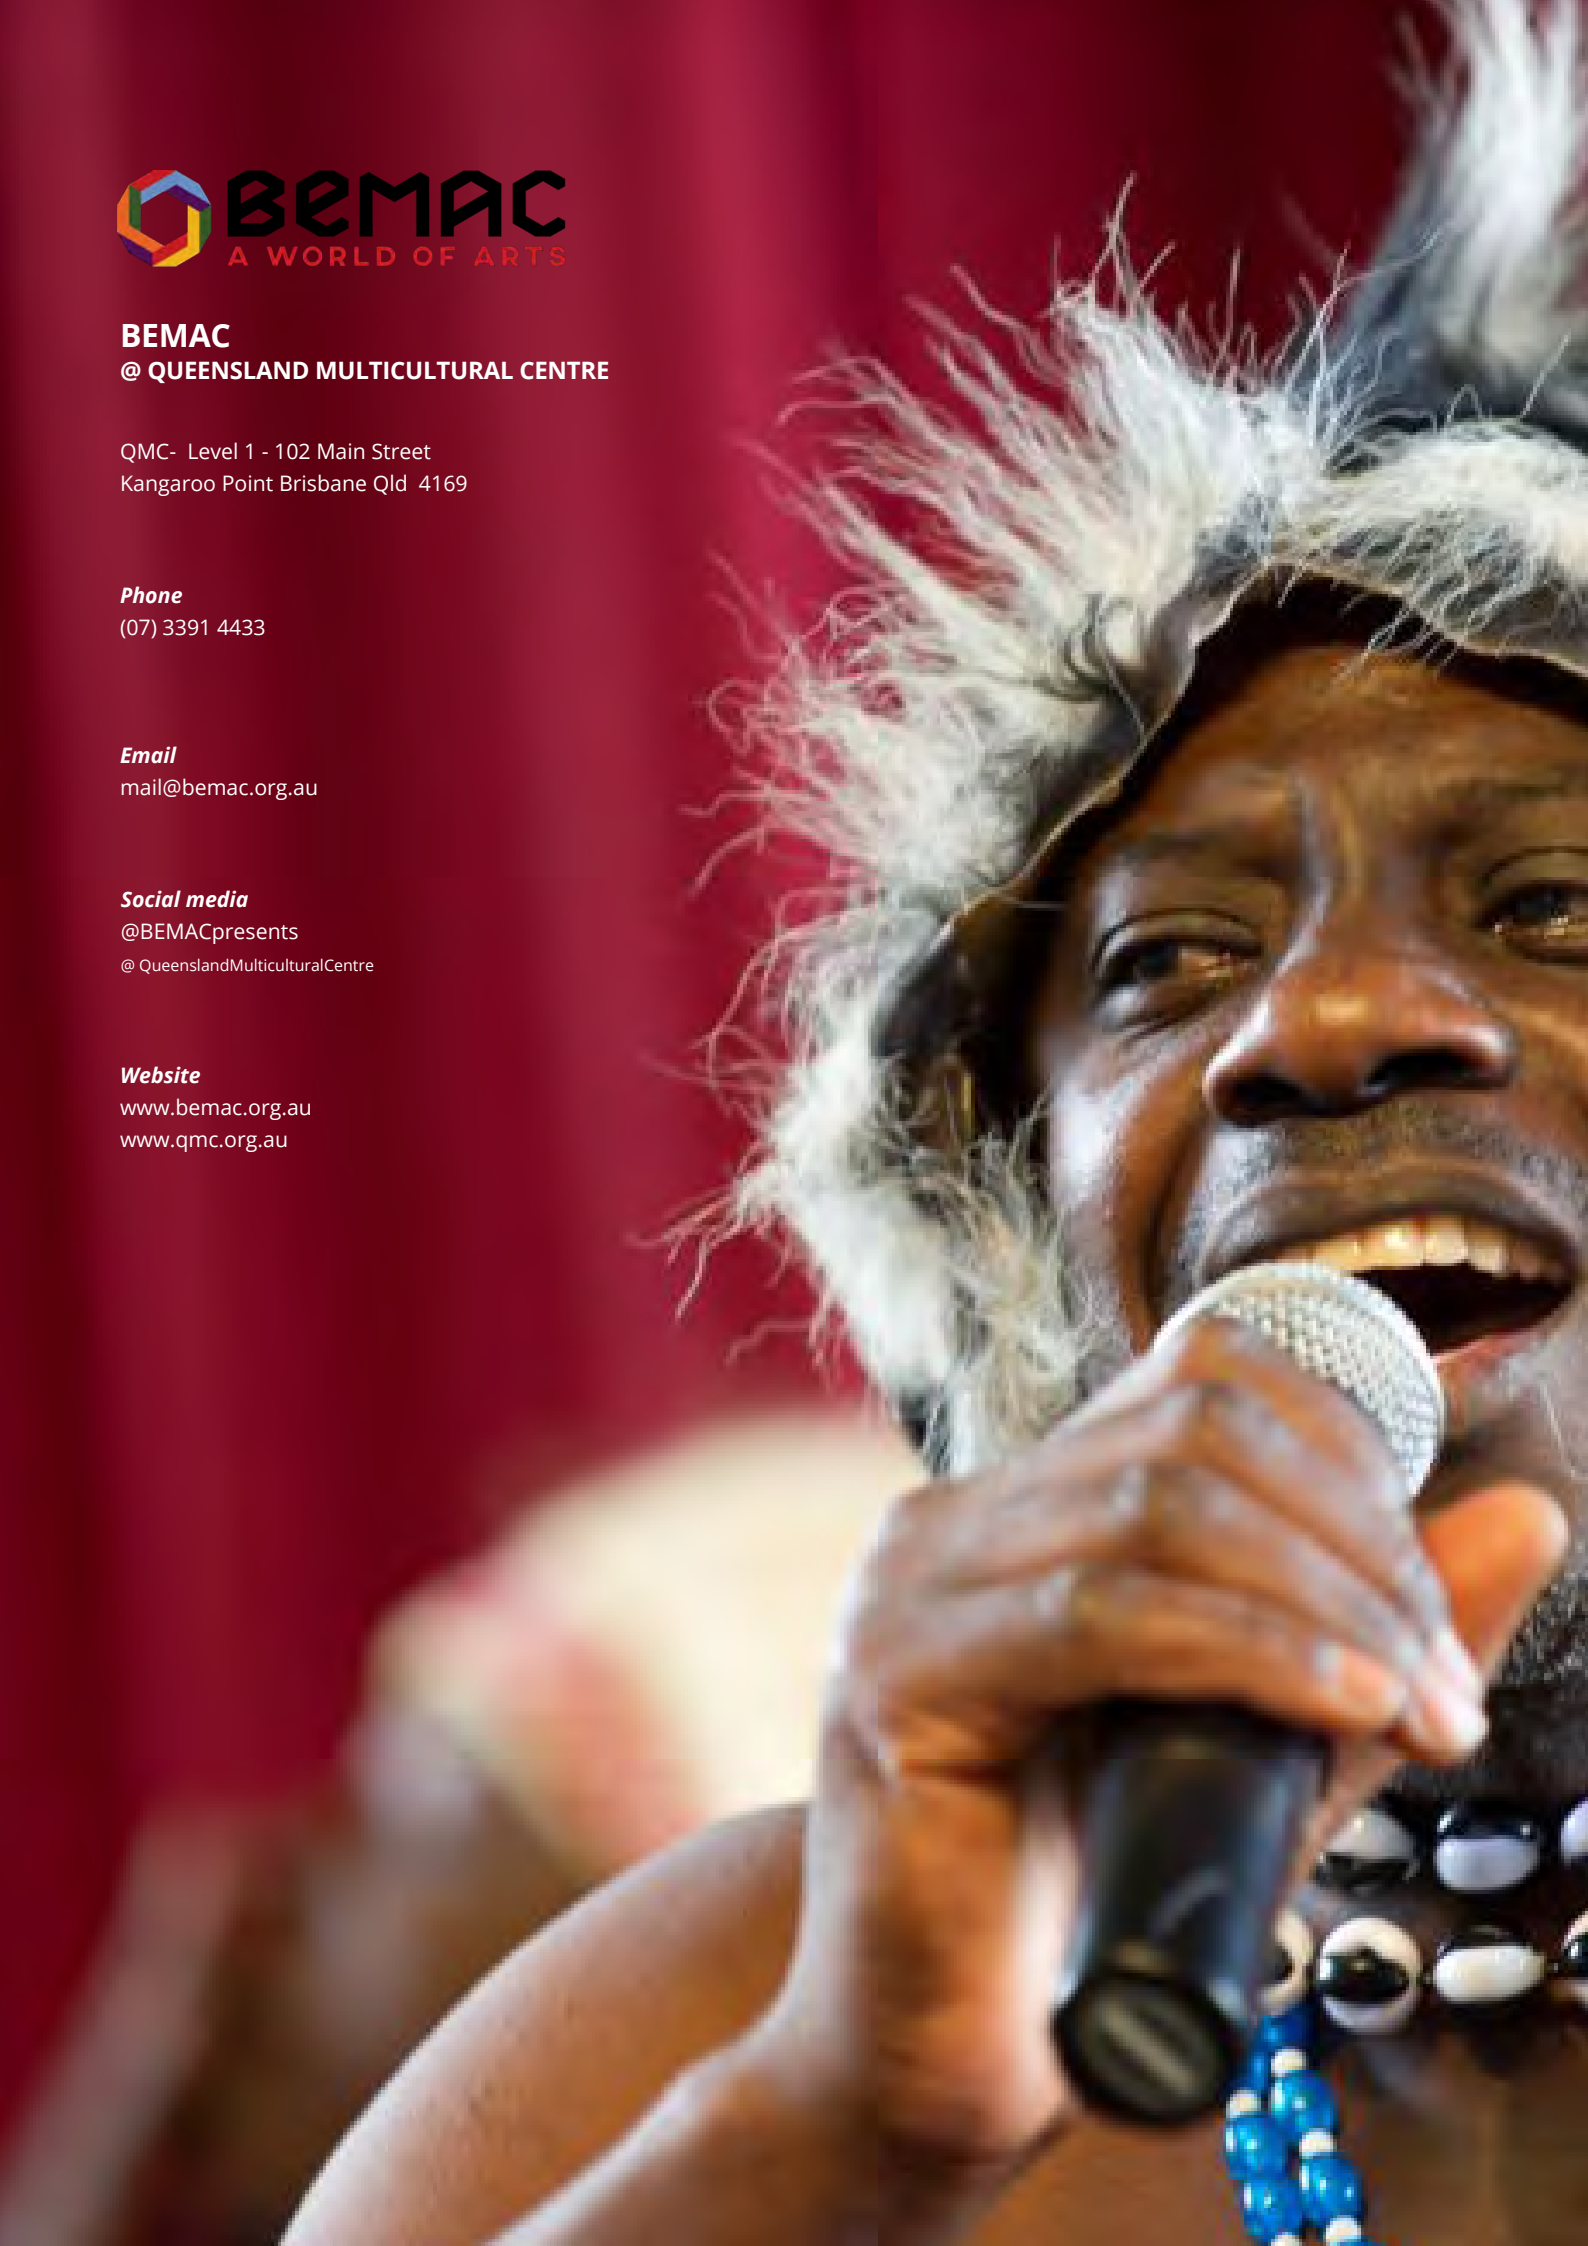 BEMAC
A WORLD OF ARTS
BEMAC
@ QUEENSLAND MULTICULTURAL CENTRE
QMC-  Level 1 - 102 Main Street
Kangaroo Point Brisbane Qld  4169
Phone
(07) 3391 4433
Email
mail@bemac.org.au
Social media
@BEMACpresents
@ QueenslandMulticulturalCentre
Website
www.bemac.org.au
www.qmc.org.au